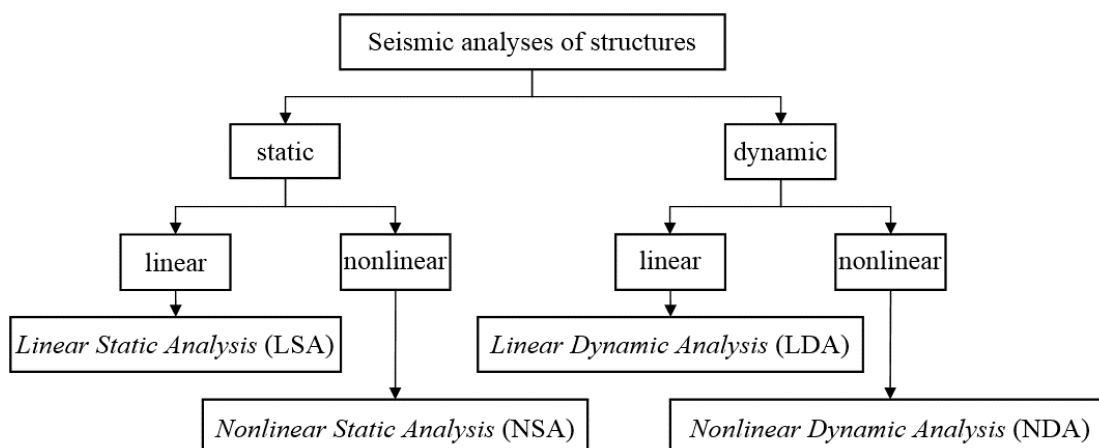 Seismic analyses of structures
static
dynamic
linear
nonlinear
linear
nonlinear
Linear Static Analysis (LSA)
Linear Dynamic Analysis (LDA)
Nonlinear Static Analysis (NSA)
Nonlinear Dynamic Analysis (NDA)